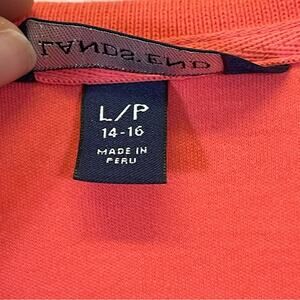 LANDS' END
L/P
14-16
MADE IN
PERU